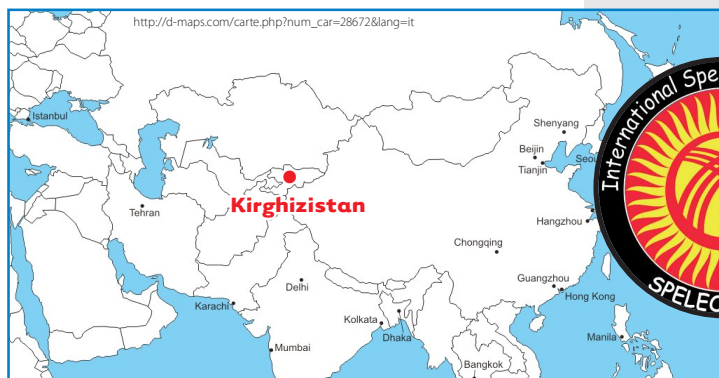 http://d-maps.com/carte.php?num_car=28672&lang=it
Istanbul
Shenyang
Beijin
Tianjin
Seou
Tehran
Kirghizistan
Hangzhou
Chongqing
Delhi
Guangzhou
Hong Kong
Karachi
Kolkata
Dhaka
Manila
Mumbai
Bangkok
International Spe
SPELEO